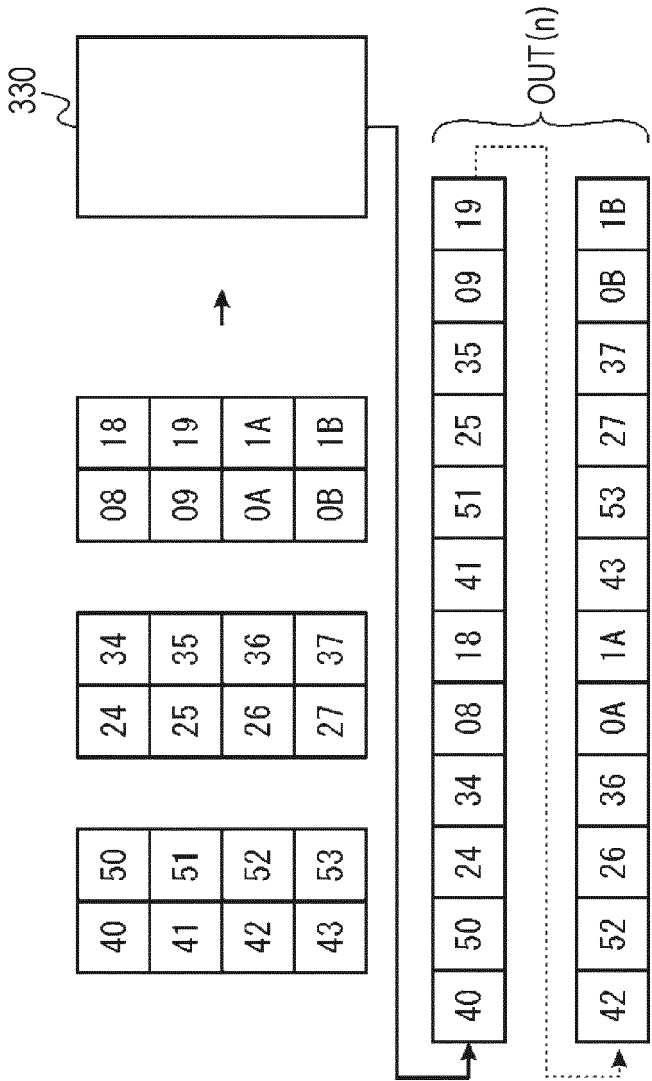 330
40 50 24 34 08 18
41 51 25 35 09 19
42 52 26 36 0A 1A
43 53 27 37 0B 1B
40 50 24 34 08 18 41 51 25 35 09 19
OUT(n)
42 52 26 36 0A 1A 43 53 27 37 0B 1B